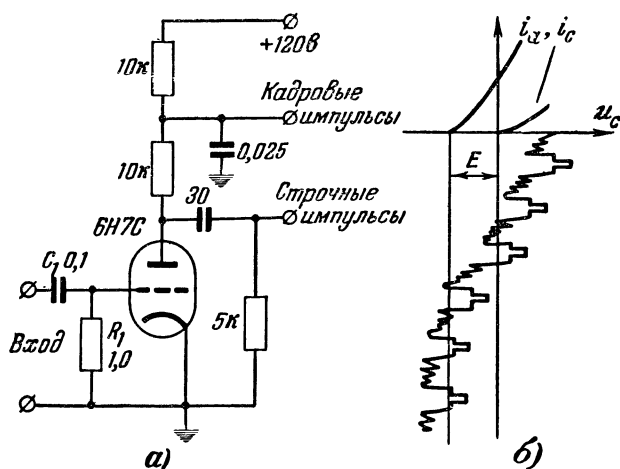 +120в
10к
Кадровые
импульсы
0,025
10к
30
Строчные
импульсы
6Н7С
C₁ 0,1
Вход
R₁
1,0
5к
а)
iа, iс
uс
E
б)